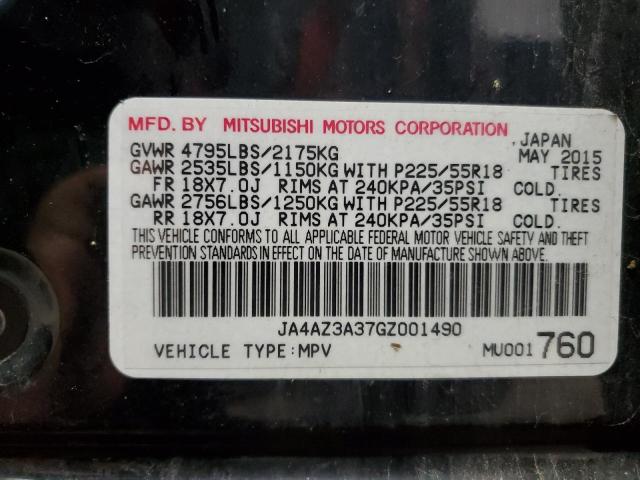 MFD. BY MITSUBISHI MOTORS CORPORATION
JAPAN
GVWR 4795LBS/2175KG MAY 2015
GAWR 2535LBS/1150KG WITH P225/55R18 TIRES
FR 18X7.0J RIMS AT 240KPA/35PSI COLD.
GAWR 2756LBS/1250KG WITH P225/55R18 TIRES
RR 18X7.0J RIMS AT 240KPA/35PSI COLD.
THIS VEHICLE CONFORMS TO ALL APPLICABLE FEDERAL MOTOR VEHICLE SAFETY AND THEFT
PREVENTION STANDARDS IN EFFECT ON THE DATE OF MANUFACTURE SHOWN ABOVE.
JA4AZ3A37GZ001490
VEHICLE TYPE:MPV MU001 760